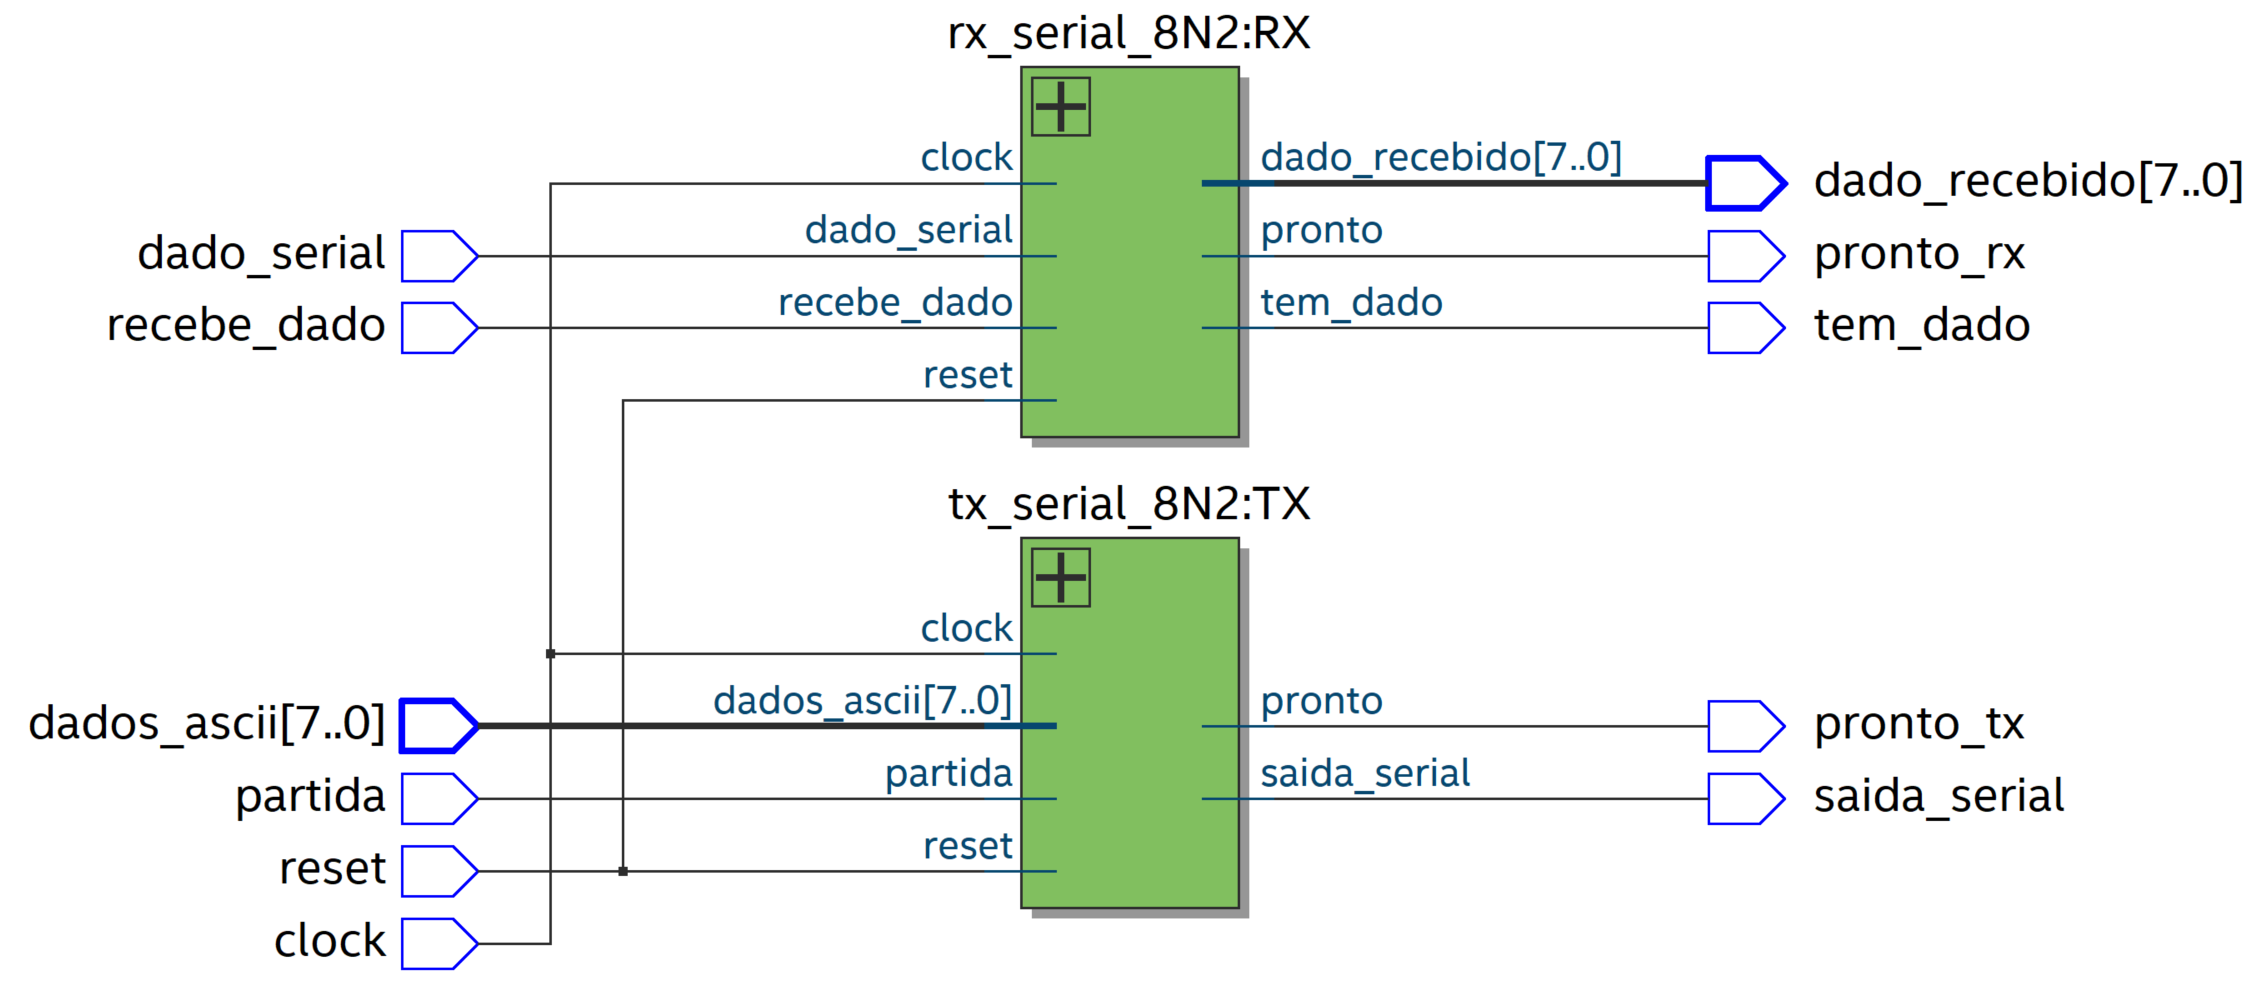 rx_serial_8N2:RX
clock
dado_recebido[7..0]
dado_recebido[7..0]
dado_serial
dado_serial
pronto
pronto_rx
recebe_dado
recebe_dado
tem_dado
tem_dado
reset
tx_serial_8N2:TX
clock
dados_ascii[7..0]
dados_ascii[7..0]
pronto
pronto_tx
partida
partida
saida_serial
saida_serial
reset
reset
clock